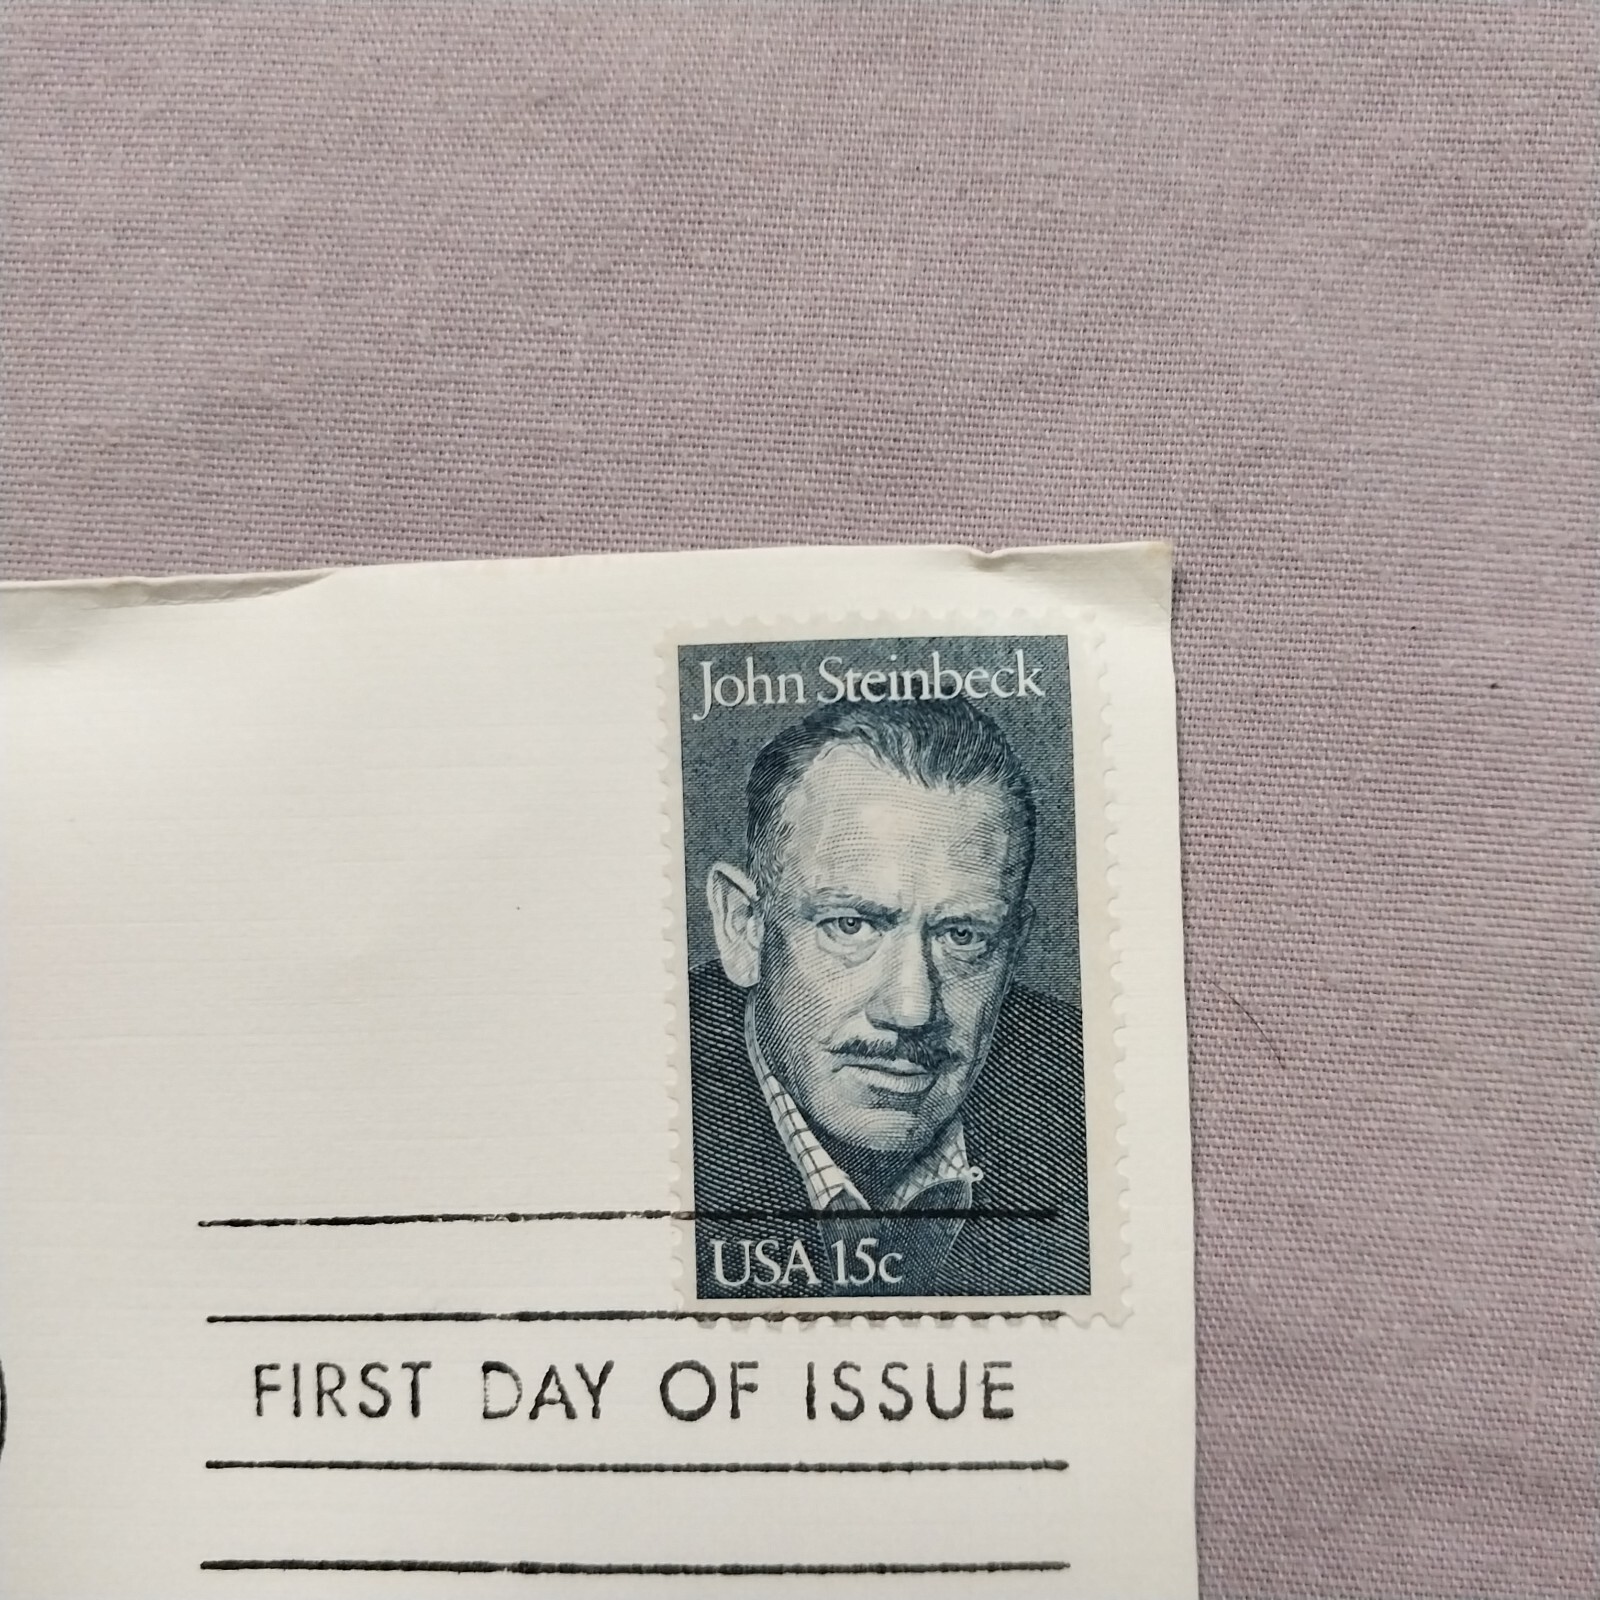 John Steinbeck
USA 15c
FIRST DAY OF ISSUE